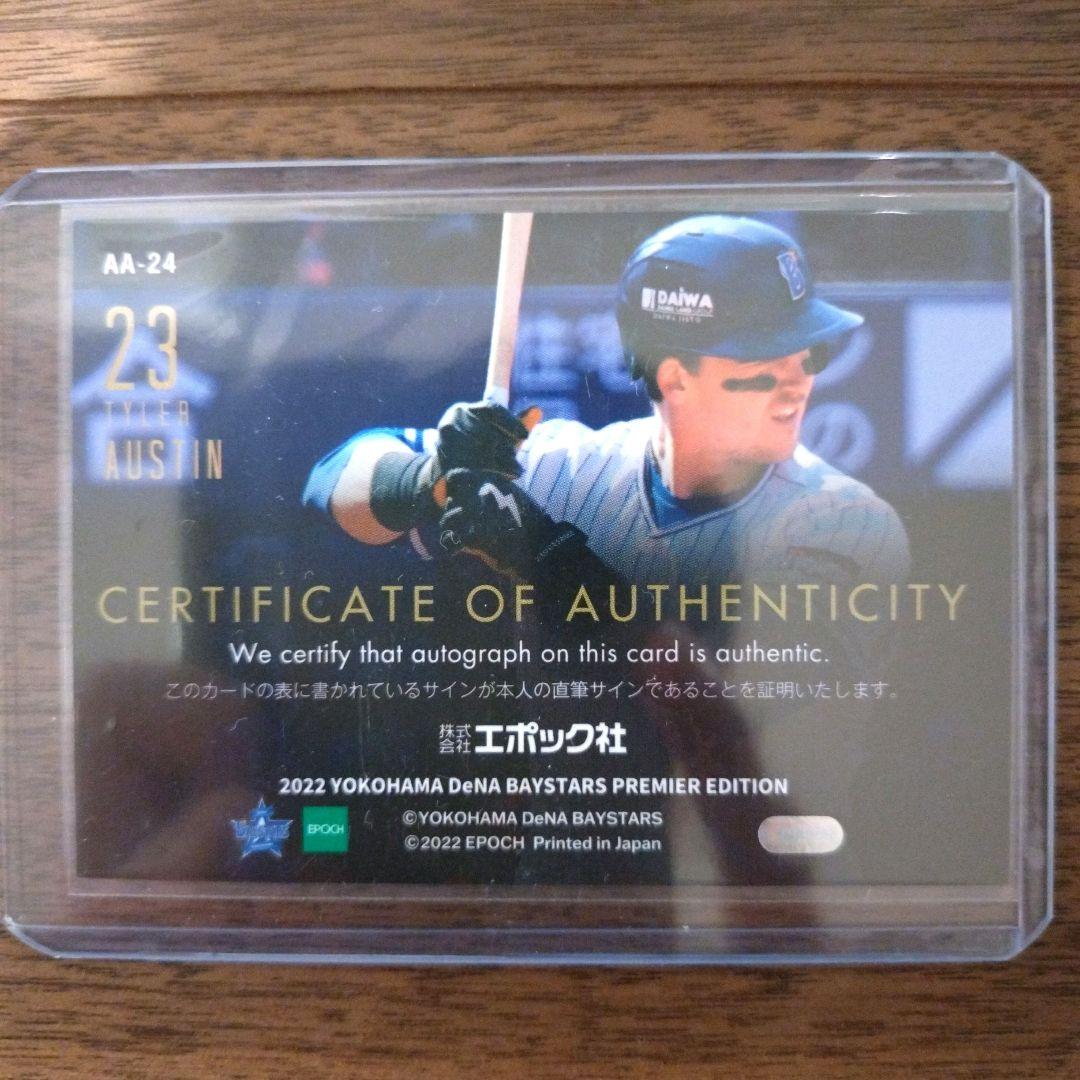 AA-24
23
TYLER
AUSTIN
DAIWA
CERTIFICATE OF AUTHENTICITY
We certify that autograph on this card is authentic.
このカードの表に書かれているサインが本人の直筆サインであることを証明いたします。
株式会社 エポック社
2022 YOKOHAMA DeNA BAYSTARS PREMIER EDITION
©YOKOHAMA DeNA BAYSTARS
EPOCH
©2022 EPOCH Printed in Japan